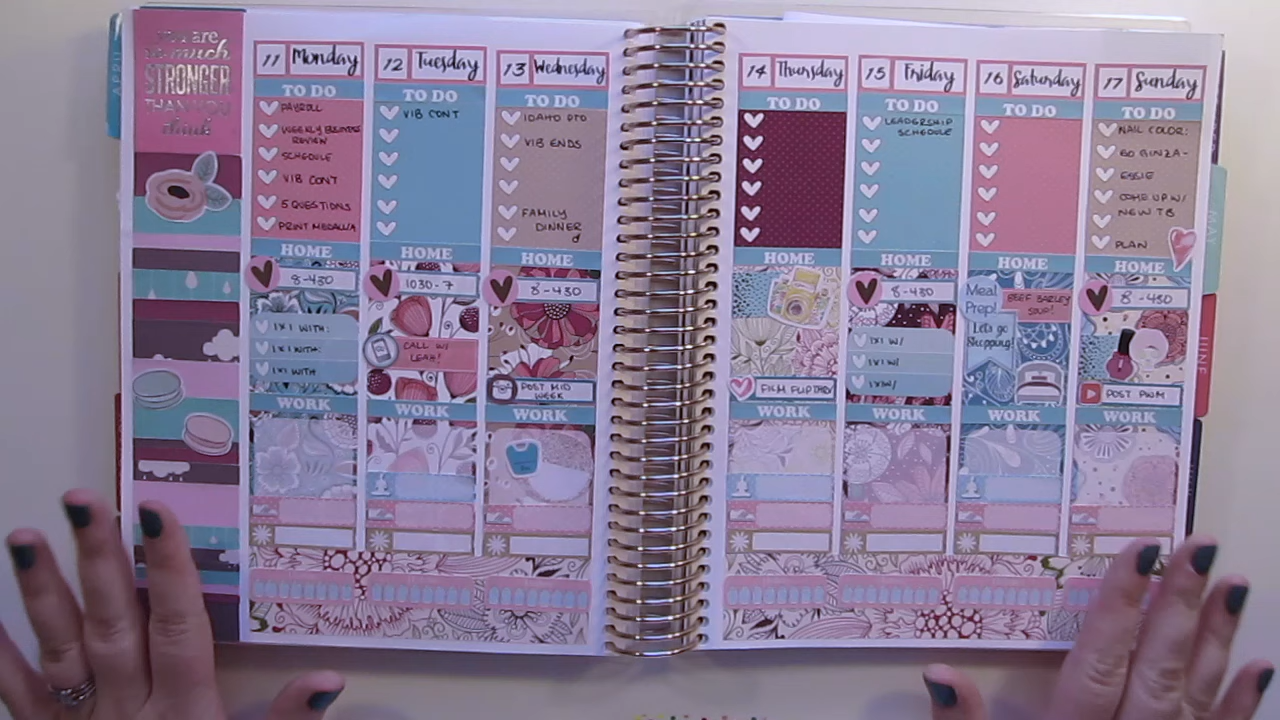 you are
so much
STRONGER
THAN YOU
think
APRIL
11 Monday
TO DO
PAYROLL
WEEKLY BUSINESS
REVIEW
SCHEDULE
VIB CONT
5 QUESTIONS
PRINT MEDALLIA
HOME
8-430
1X1 WITH:
1X1 WITH:
1X1 WITH
WORK
12 Tuesday
TO DO
VIB CONT
HOME
1030-7
CALL W/
LEAH!
WORK
13 Wednesday
TO DO
IDAHO PTO
VIB ENDS
FAMILY
DINNER
HOME
8-430
POST MID
WEEK
WORK
14 Thursday
TO DO
HOME
FILM FLIPTHRU
WORK
15 Friday
TO DO
LEADERSHIP
SCHEDULE
HOME
8-430
1X1 W/
1X1 W/
1X1 W/
WORK
16 Saturday
TO DO
HOME
Meal
Prep!
BEEF BARLEY
SOUP!
Let's go
Shopping!
WORK
17 Sunday
TO DO
NAIL COLOR:
GO GINZA-
ESSIE
COME UP W/
NEW TB
PLAN
HOME
8-430
POST PWM
WORK
MAY
JUNE